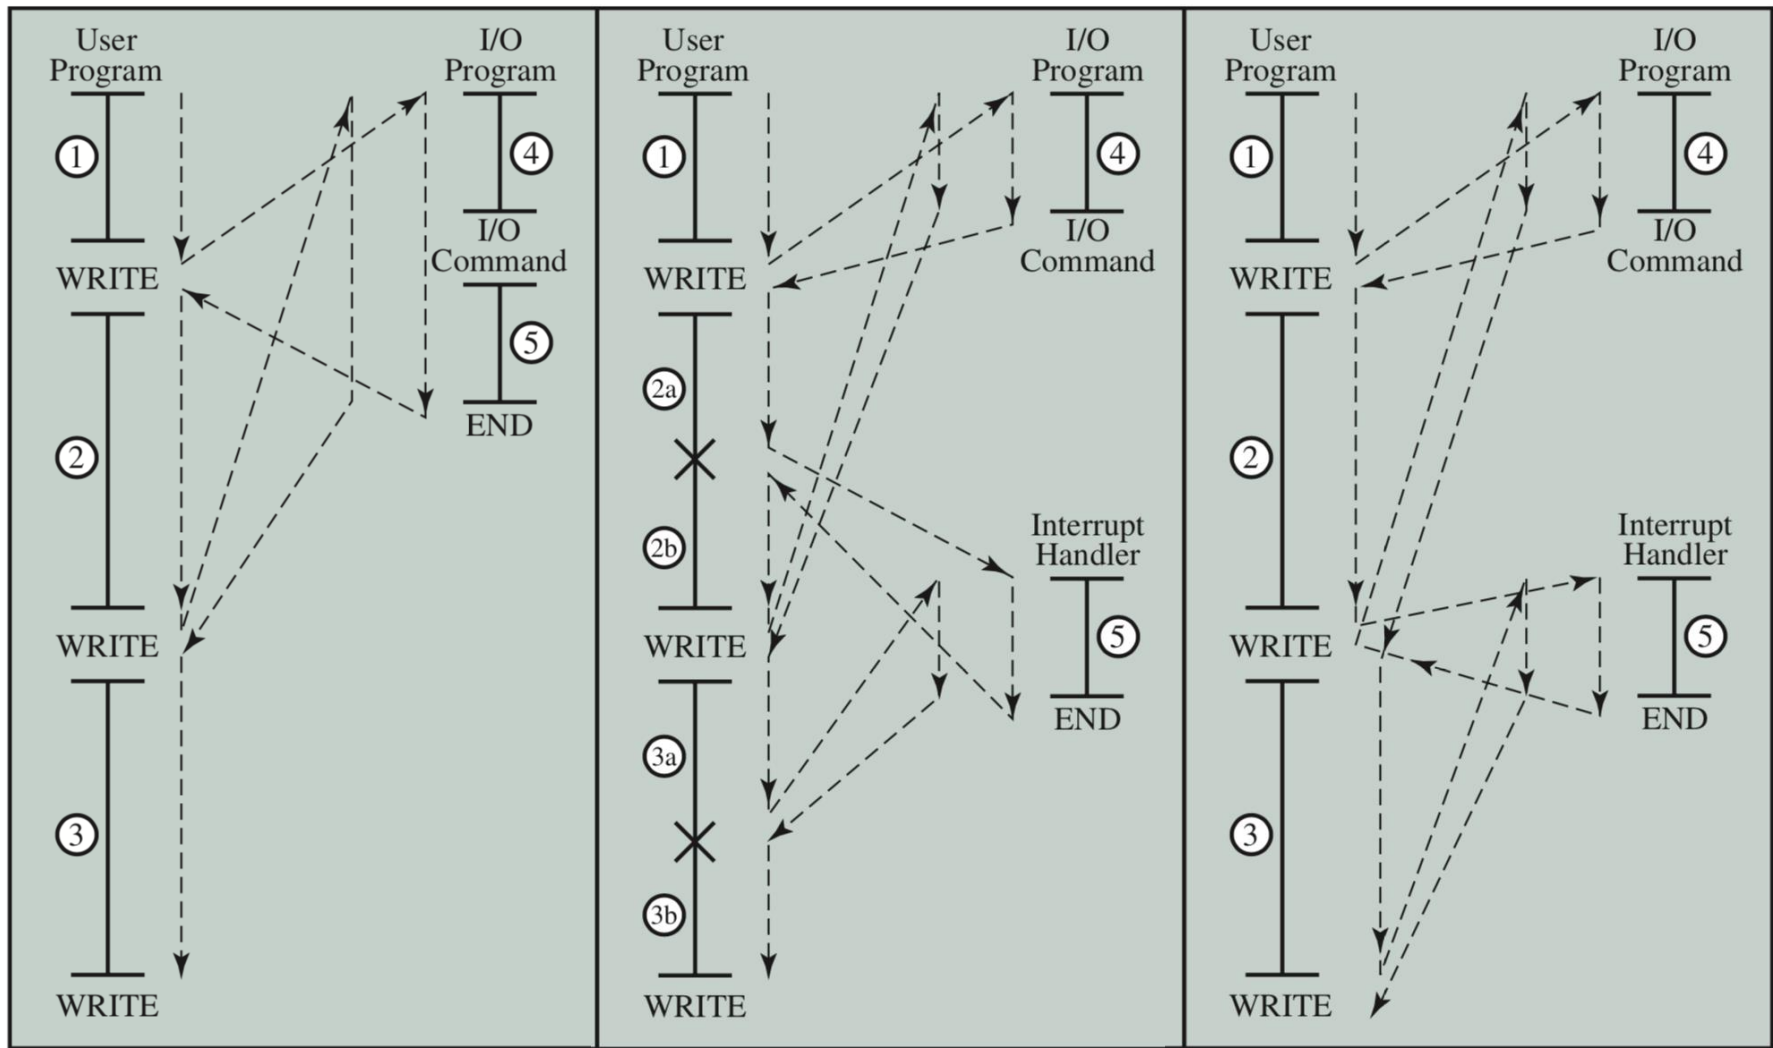 User
Program
I/O
Program
1
4
I/O
Command
WRITE
5
END
2
WRITE
3
WRITE
User
Program
I/O
Program
1
4
I/O
Command
WRITE
2a
2b
Interrupt
Handler
5
END
WRITE
3a
3b
WRITE
User
Program
I/O
Program
1
4
I/O
Command
WRITE
2
Interrupt
Handler
5
END
WRITE
3
WRITE